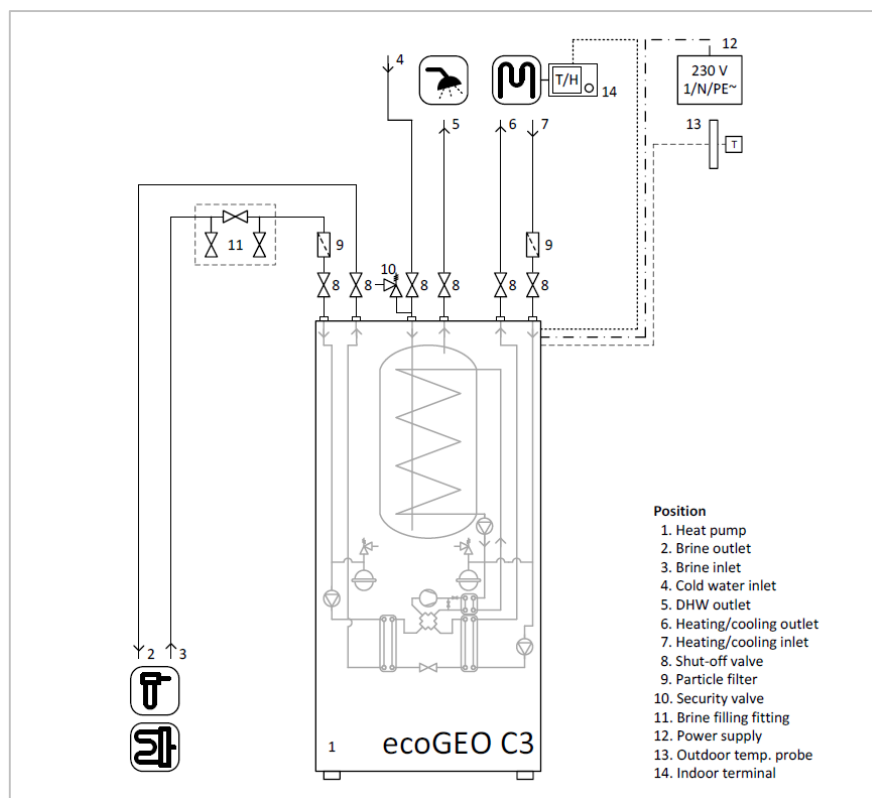 4
12
230 V
1/N/PE~
T/H
14
5
6
7
13
T
11
9
9
10
8
8
8
8
8
8
2
3
1
ecoGEO C3
Position
1. Heat pump
2. Brine outlet
3. Brine inlet
4. Cold water inlet
5. DHW outlet
6. Heating/cooling outlet
7. Heating/cooling inlet
8. Shut-off valve
9. Particle filter
10. Security valve
11. Brine filling fitting
12. Power supply
13. Outdoor temp. probe
14. Indoor terminal